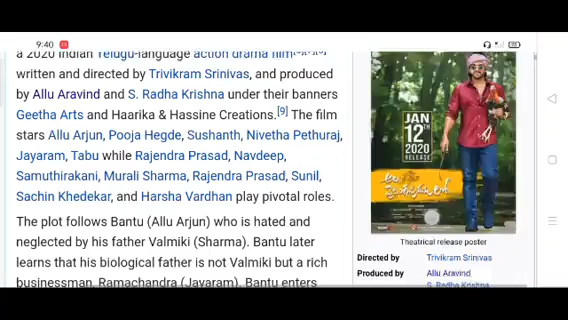 9:40
a 2020 Indian Telugu-language action drama film
written and directed by Trivikram Srinivas, and produced
by Allu Aravind and S. Radha Krishna under their banners
Geetha Arts and Haarika & Hassine Creations.[9] The film
stars Allu Arjun, Pooja Hegde, Sushanth, Nivetha Pethuraj,
Jayaram, Tabu while Rajendra Prasad, Navdeep,
Samuthirakani, Murali Sharma, Rajendra Prasad, Sunil,
Sachin Khedekar, and Harsha Vardhan play pivotal roles.
The plot follows Bantu (Allu Arjun) who is hated and
neglected by his father Valmiki (Sharma). Bantu later
learns that his biological father is not Valmiki but a rich
businessman, Ramachandra (Jayaram). Bantu enters
JAN
12TH
2020
RELEASE
అల
వైకుంఠపురములో
Theatrical release poster
Directed by Trivikram Srinivas
Produced by Allu Aravind
S. Radha Krishna